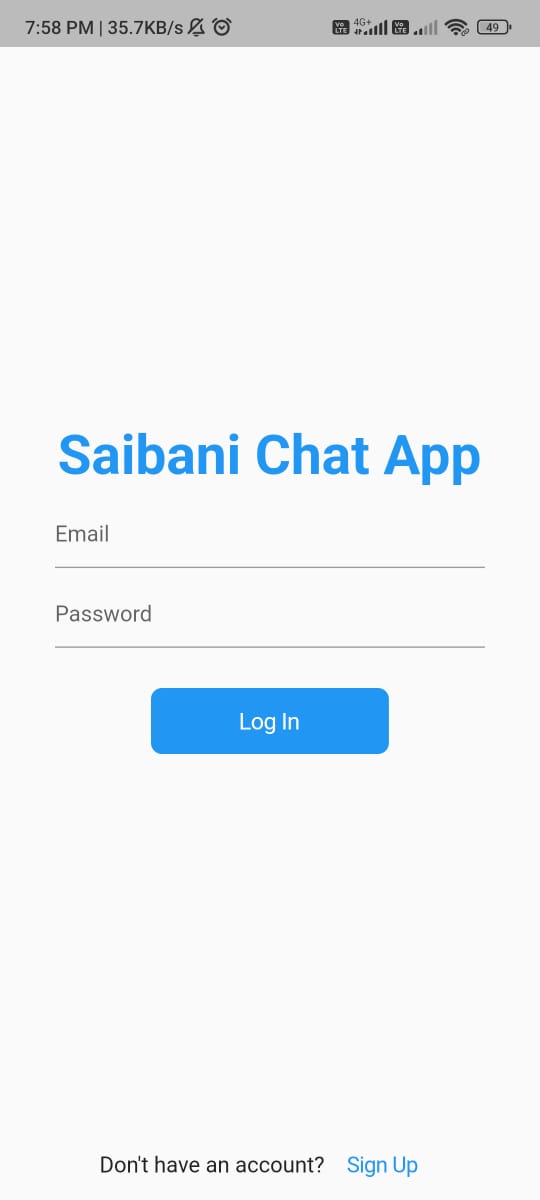 7:58 PM | 35.7KB/s Vo LTE 4G+ Vo LTE 49
Saibani Chat App
Email
Password
Log In
Don't have an account? Sign Up